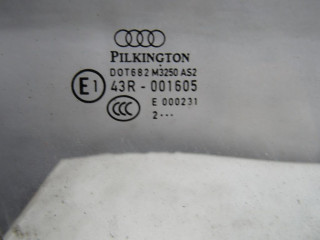 PILKINGTON
DOT682 M3250 AS2
E1 43R - 001605
CCC E 000231
2···